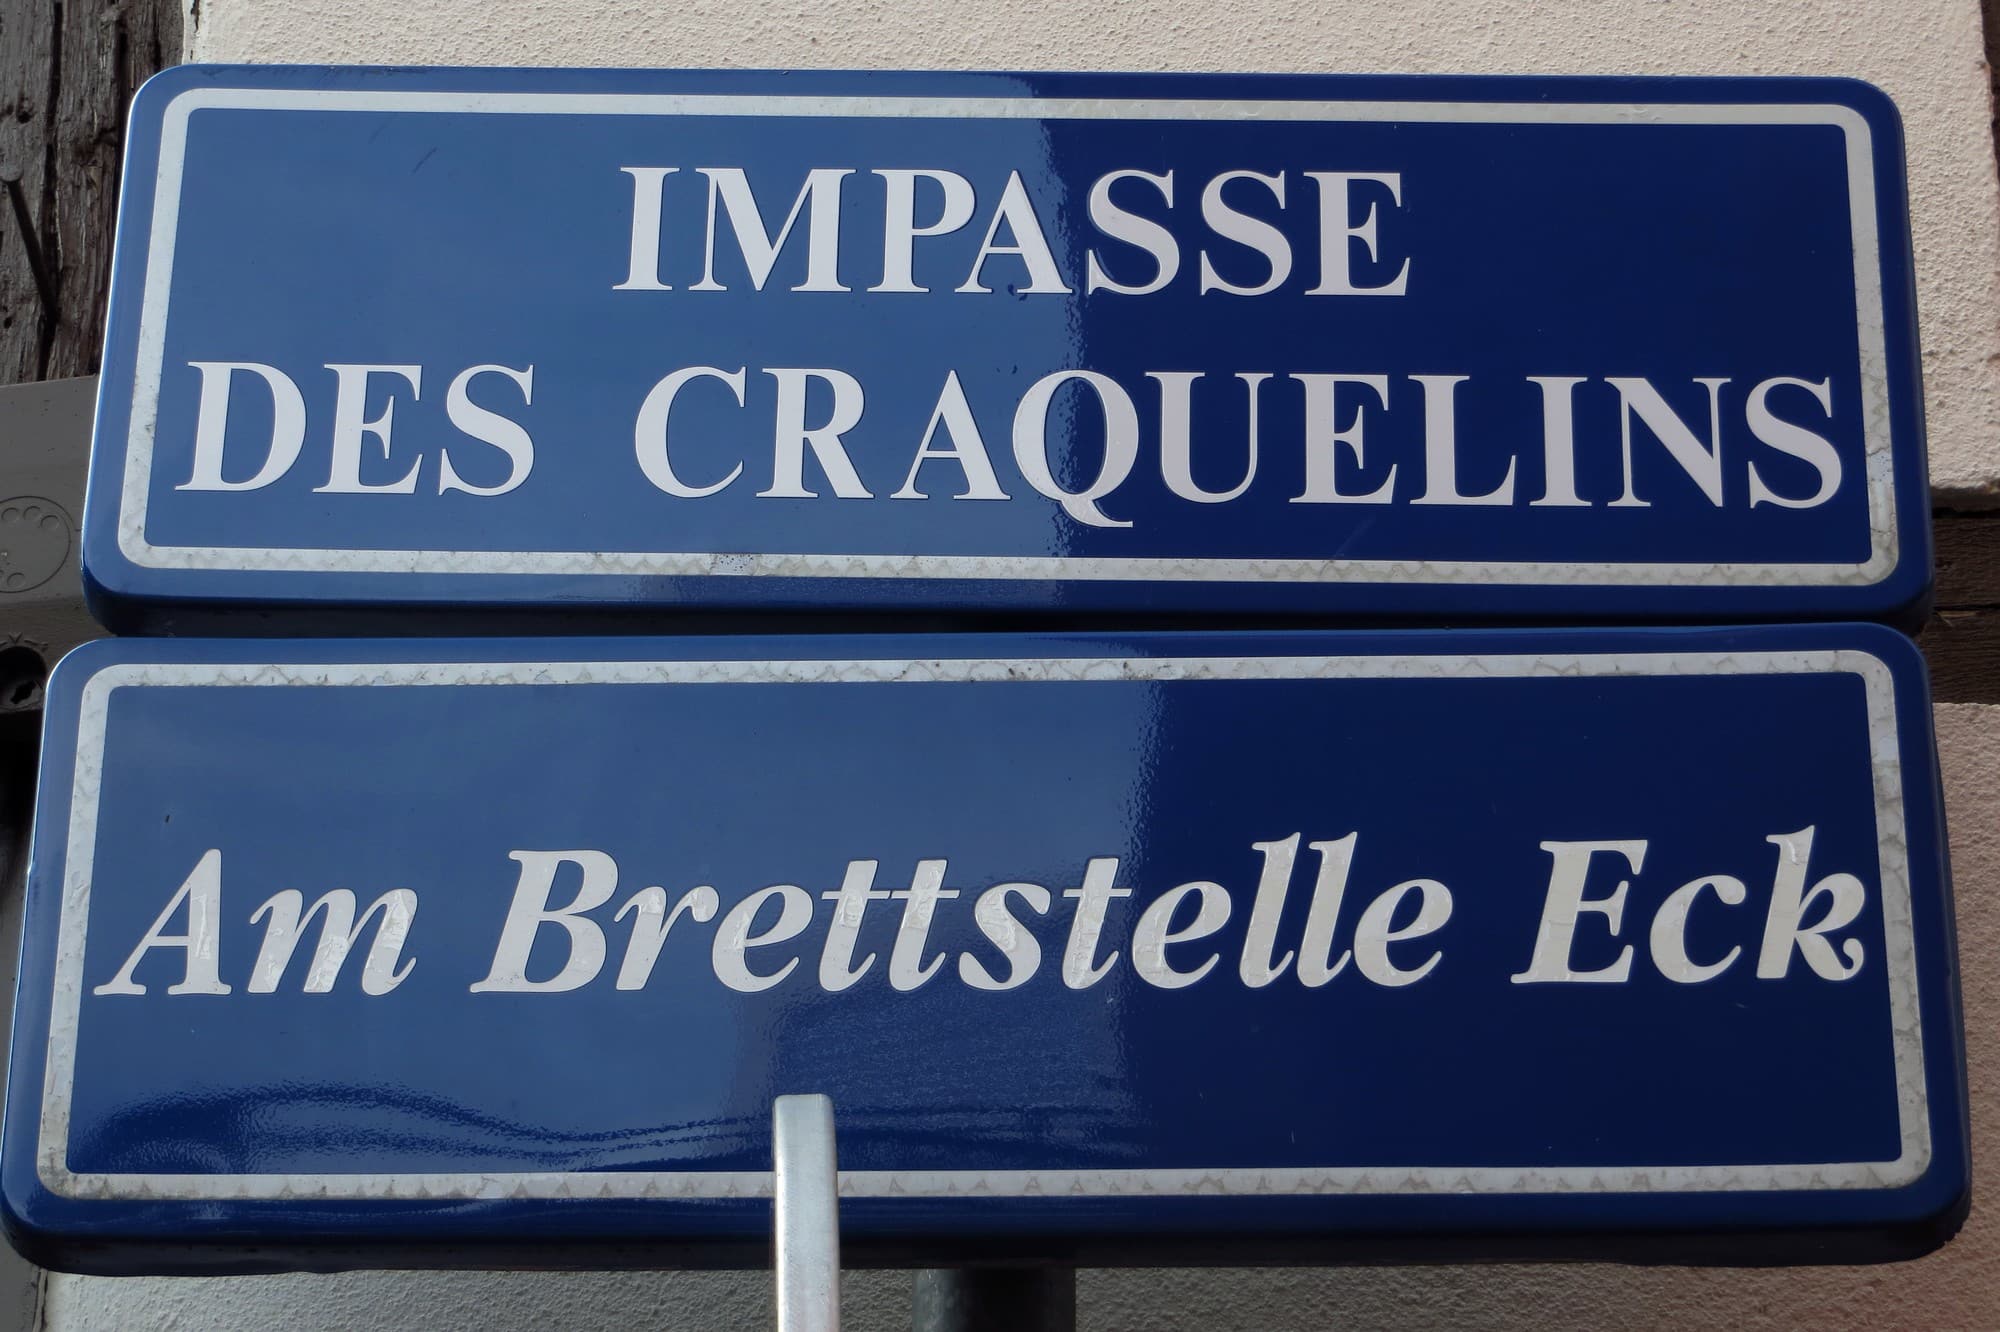 IMPASSE
DES CRAQUELINS
Am Brettstelle Eck